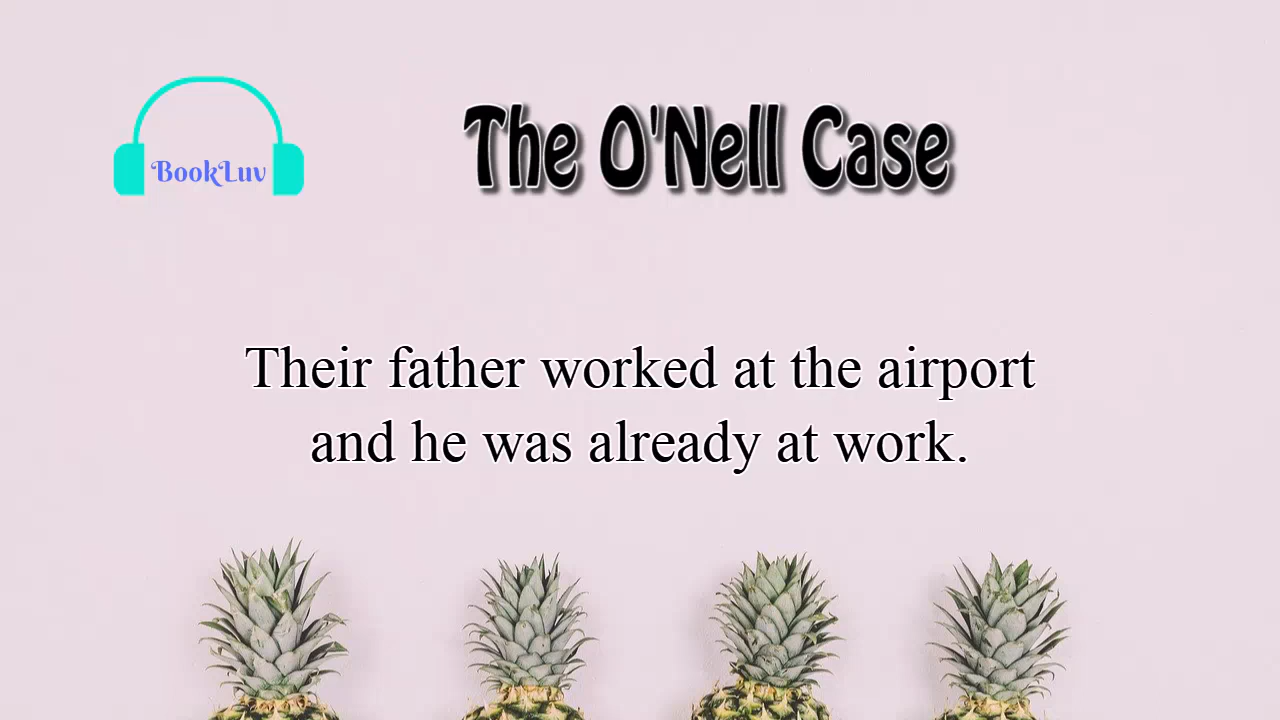 BookLuv
The O'Nell Case
Their father worked at the airport
and he was already at work.